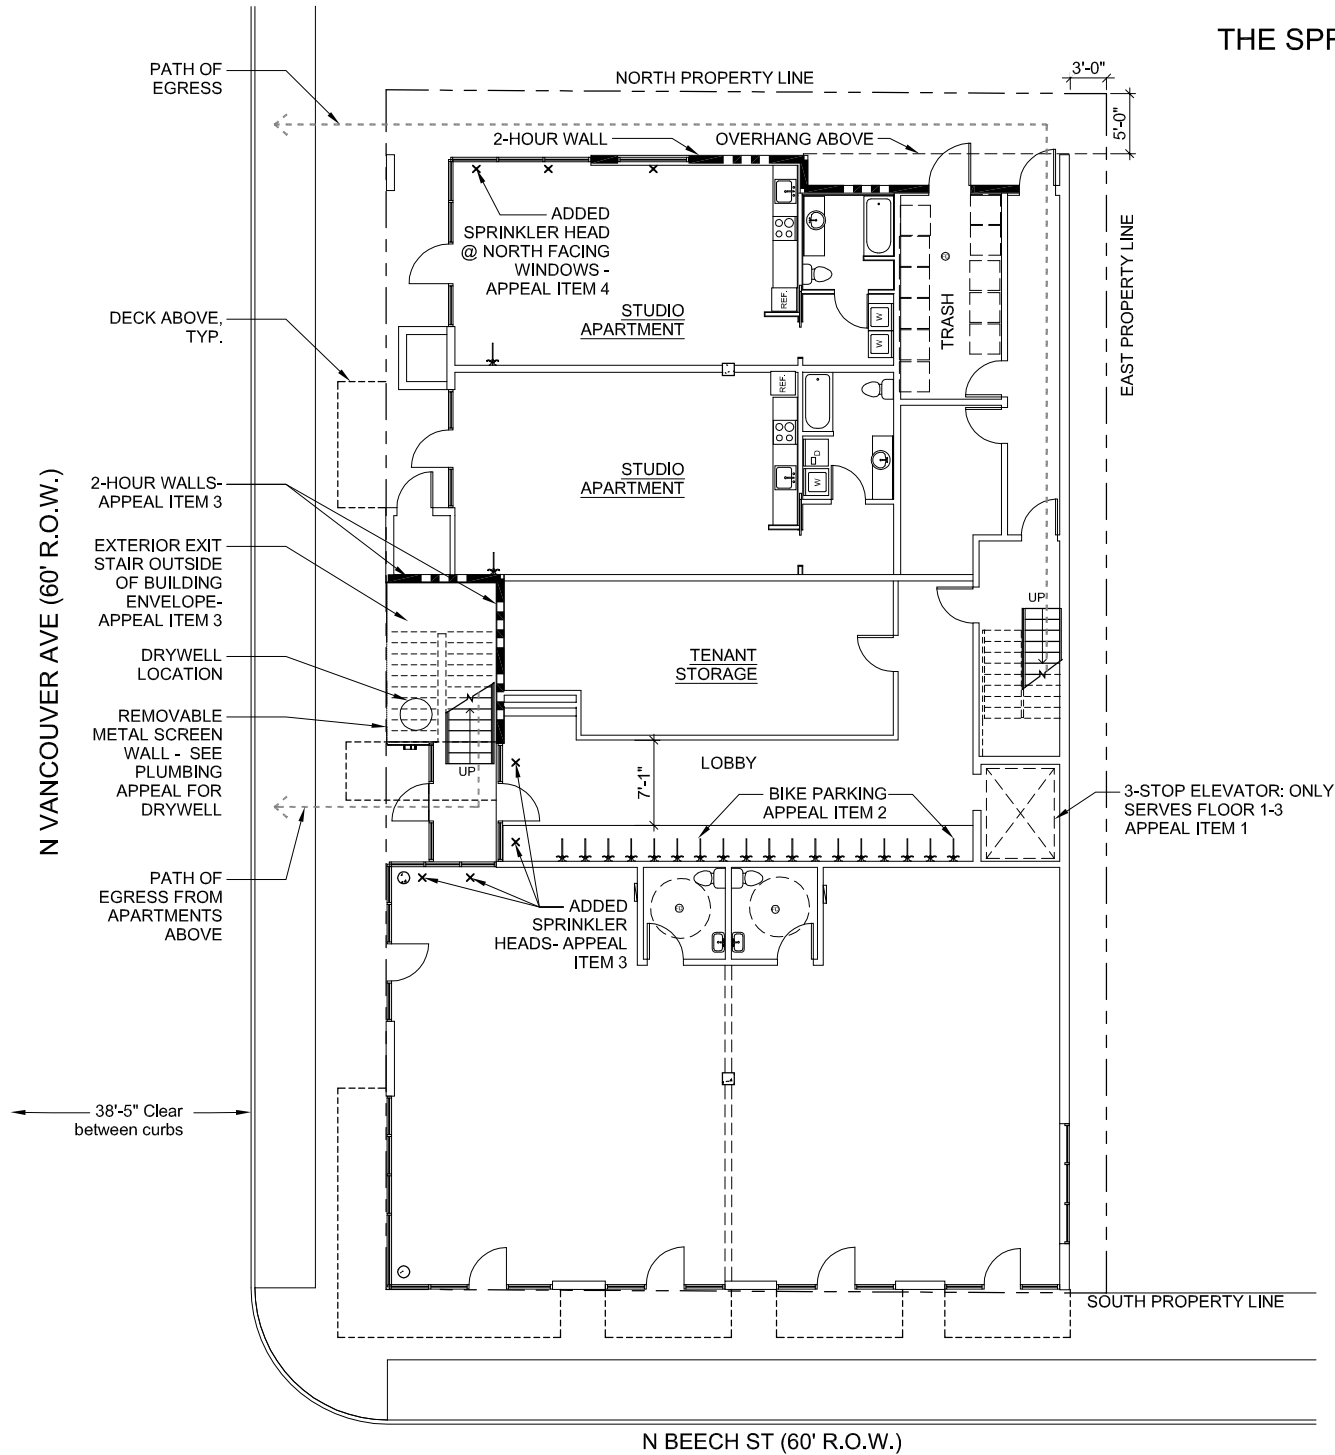 THE SPR
PATH OF
EGRESS
NORTH PROPERTY LINE
3'-0"
5'-0"
2-HOUR WALL
OVERHANG ABOVE
ADDED
SPRINKLER HEAD
@ NORTH FACING
WINDOWS -
APPEAL ITEM 4
STUDIO
APARTMENT
REF.
W
W
TRASH
EAST PROPERTY LINE
DECK ABOVE,
TYP.
REF.
STUDIO
APARTMENT
D
W
N VANCOUVER AVE (60' R.O.W.)
2-HOUR WALLS-
APPEAL ITEM 3
EXTERIOR EXIT
STAIR OUTSIDE
OF BUILDING
ENVELOPE-
APPEAL ITEM 3
DRYWELL
LOCATION
REMOVABLE
METAL SCREEN
WALL - SEE
PLUMBING
APPEAL FOR
DRYWELL
UP
TENANT
STORAGE
UP
LOBBY
7'-1"
BIKE PARKING
APPEAL ITEM 2
3-STOP ELEVATOR: ONLY
SERVES FLOOR 1-3
APPEAL ITEM 1
PATH OF
EGRESS FROM
APARTMENTS
ABOVE
ADDED
SPRINKLER
HEADS- APPEAL
ITEM 3
38'-5" Clear
between curbs
SOUTH PROPERTY LINE
N BEECH ST (60' R.O.W.)